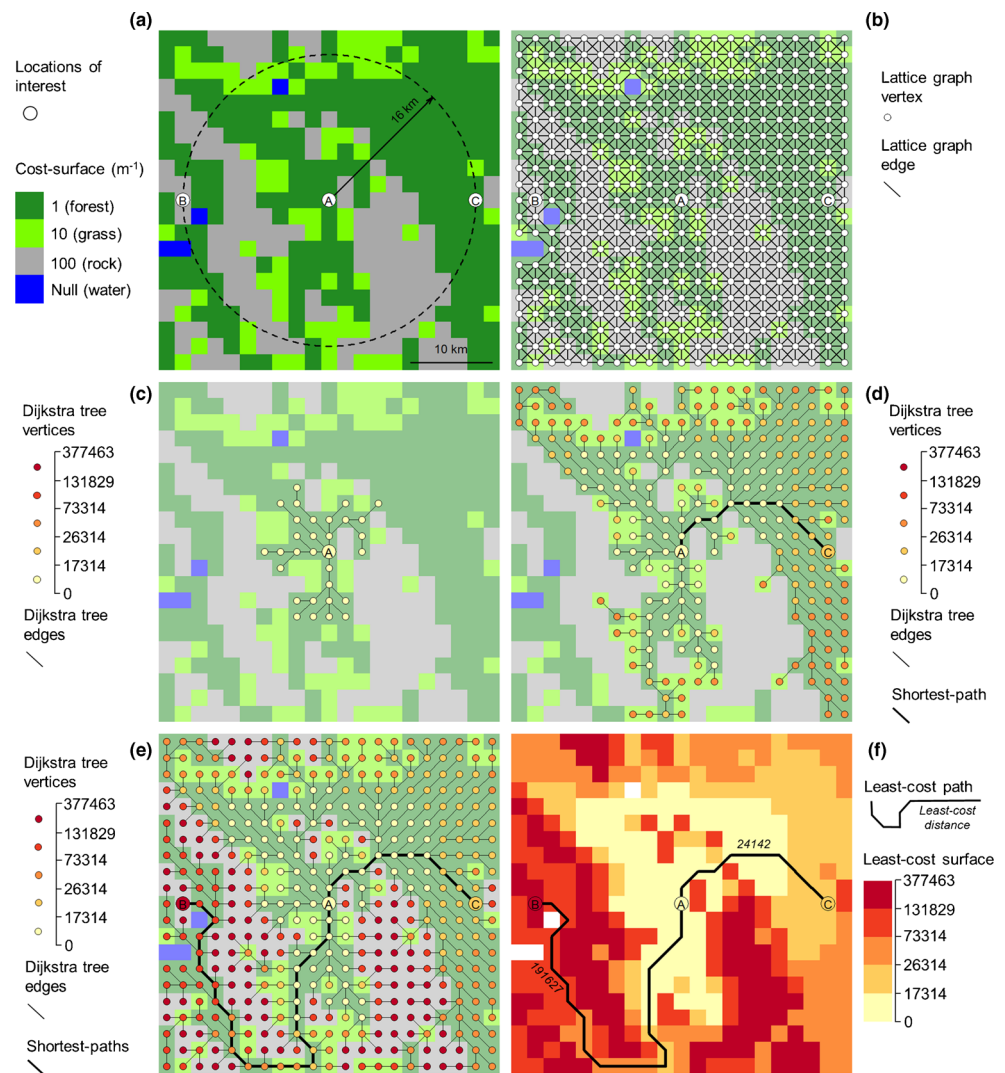 (a)
(b)
Locations of
interest
16 km
B
A
C
Cost-surface (m-1)
1 (forest)
10 (grass)
100 (rock)
Null (water)
10 km
B
A
C
Lattice graph
vertex
Lattice graph
edge
(c)
(d)
Dijkstra tree
vertices
377463
131829
73314
26314
17314
0
Dijkstra tree
edges
A
A
C
Dijkstra tree
vertices
377463
131829
73314
26314
17314
0
Dijkstra tree
edges
Shortest-path
(e)
(f)
Dijkstra tree
vertices
377463
131829
73314
26314
17314
0
Dijkstra tree
edges
Shortest-paths
B
A
C
24142
B
A
C
191627
Least-cost path
Least-cost
distance
Least-cost surface
377463
131829
73314
26314
17314
0